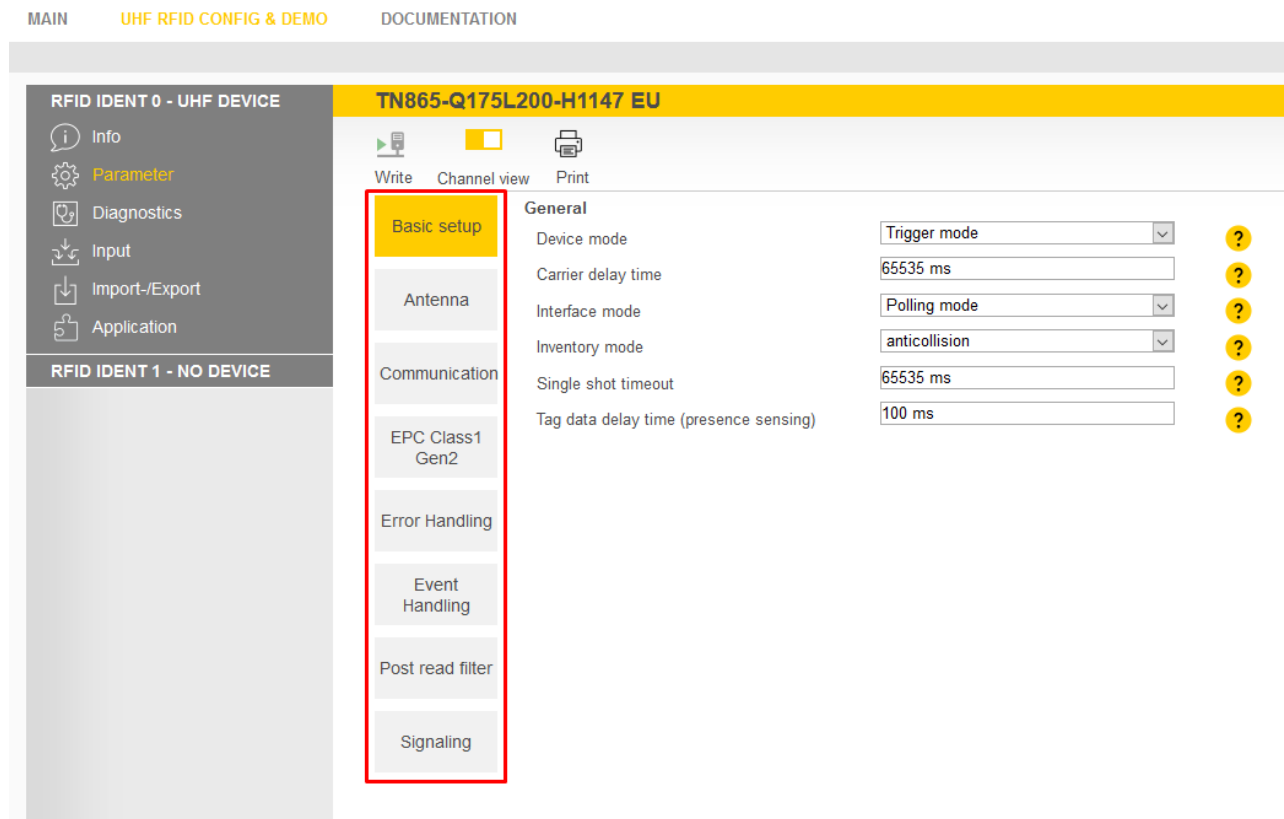 MAIN UHF RFID CONFIG & DEMO DOCUMENTATION
RFID IDENT 0 - UHF DEVICE
Info
Parameter
Diagnostics
Input
Import-/Export
Application
RFID IDENT 1 - NO DEVICE
TN865-Q175L200-H1147 EU
Write Channel view Print
Basic setup
Antenna
Communication
EPC Class1
Gen2
Error Handling
Event
Handling
Post read filter
Signaling
General
Device mode Trigger mode ?
Carrier delay time 65535 ms ?
Interface mode Polling mode ?
Inventory mode anticollision ?
Single shot timeout 65535 ms ?
Tag data delay time (presence sensing) 100 ms ?